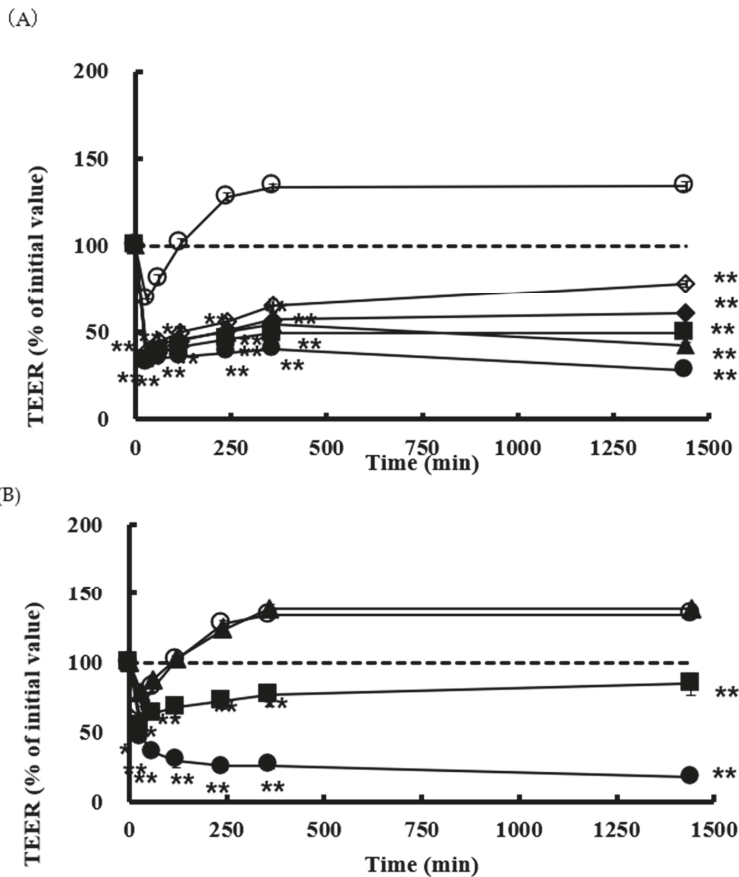 (A)
200
150
100
50
0
TEER (% of initial value)
** ** ** **
** ** **
** ** ** **
** ** ** ** **
**
**
**
**
**
0 250 500 750 1000 1250 1500
Time (min)
(B)
200
150
100
50
0
TEER (% of initial value)
** ** ** **
** ** ** ** ** **
0 250 500 750 1000 1250 1500
Time (min)